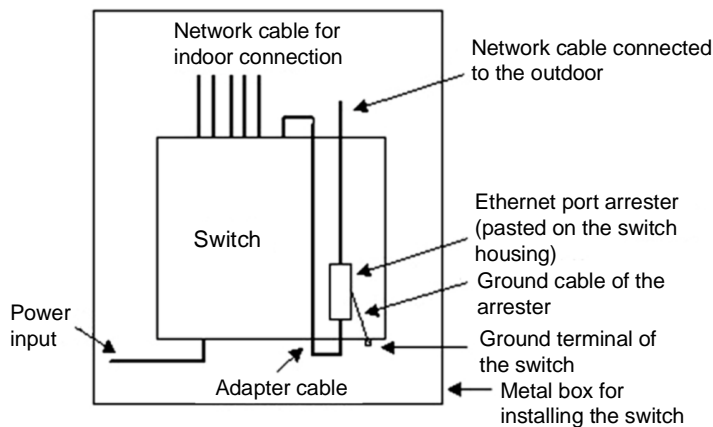 Network cable for
indoor connection
Network cable connected
to the outdoor
Ethernet port arrester
(pasted on the switch
housing)
Switch
Ground cable of the
arrester
Power
input
Ground terminal of
the switch
Adapter cable
Metal box for
installing the switch